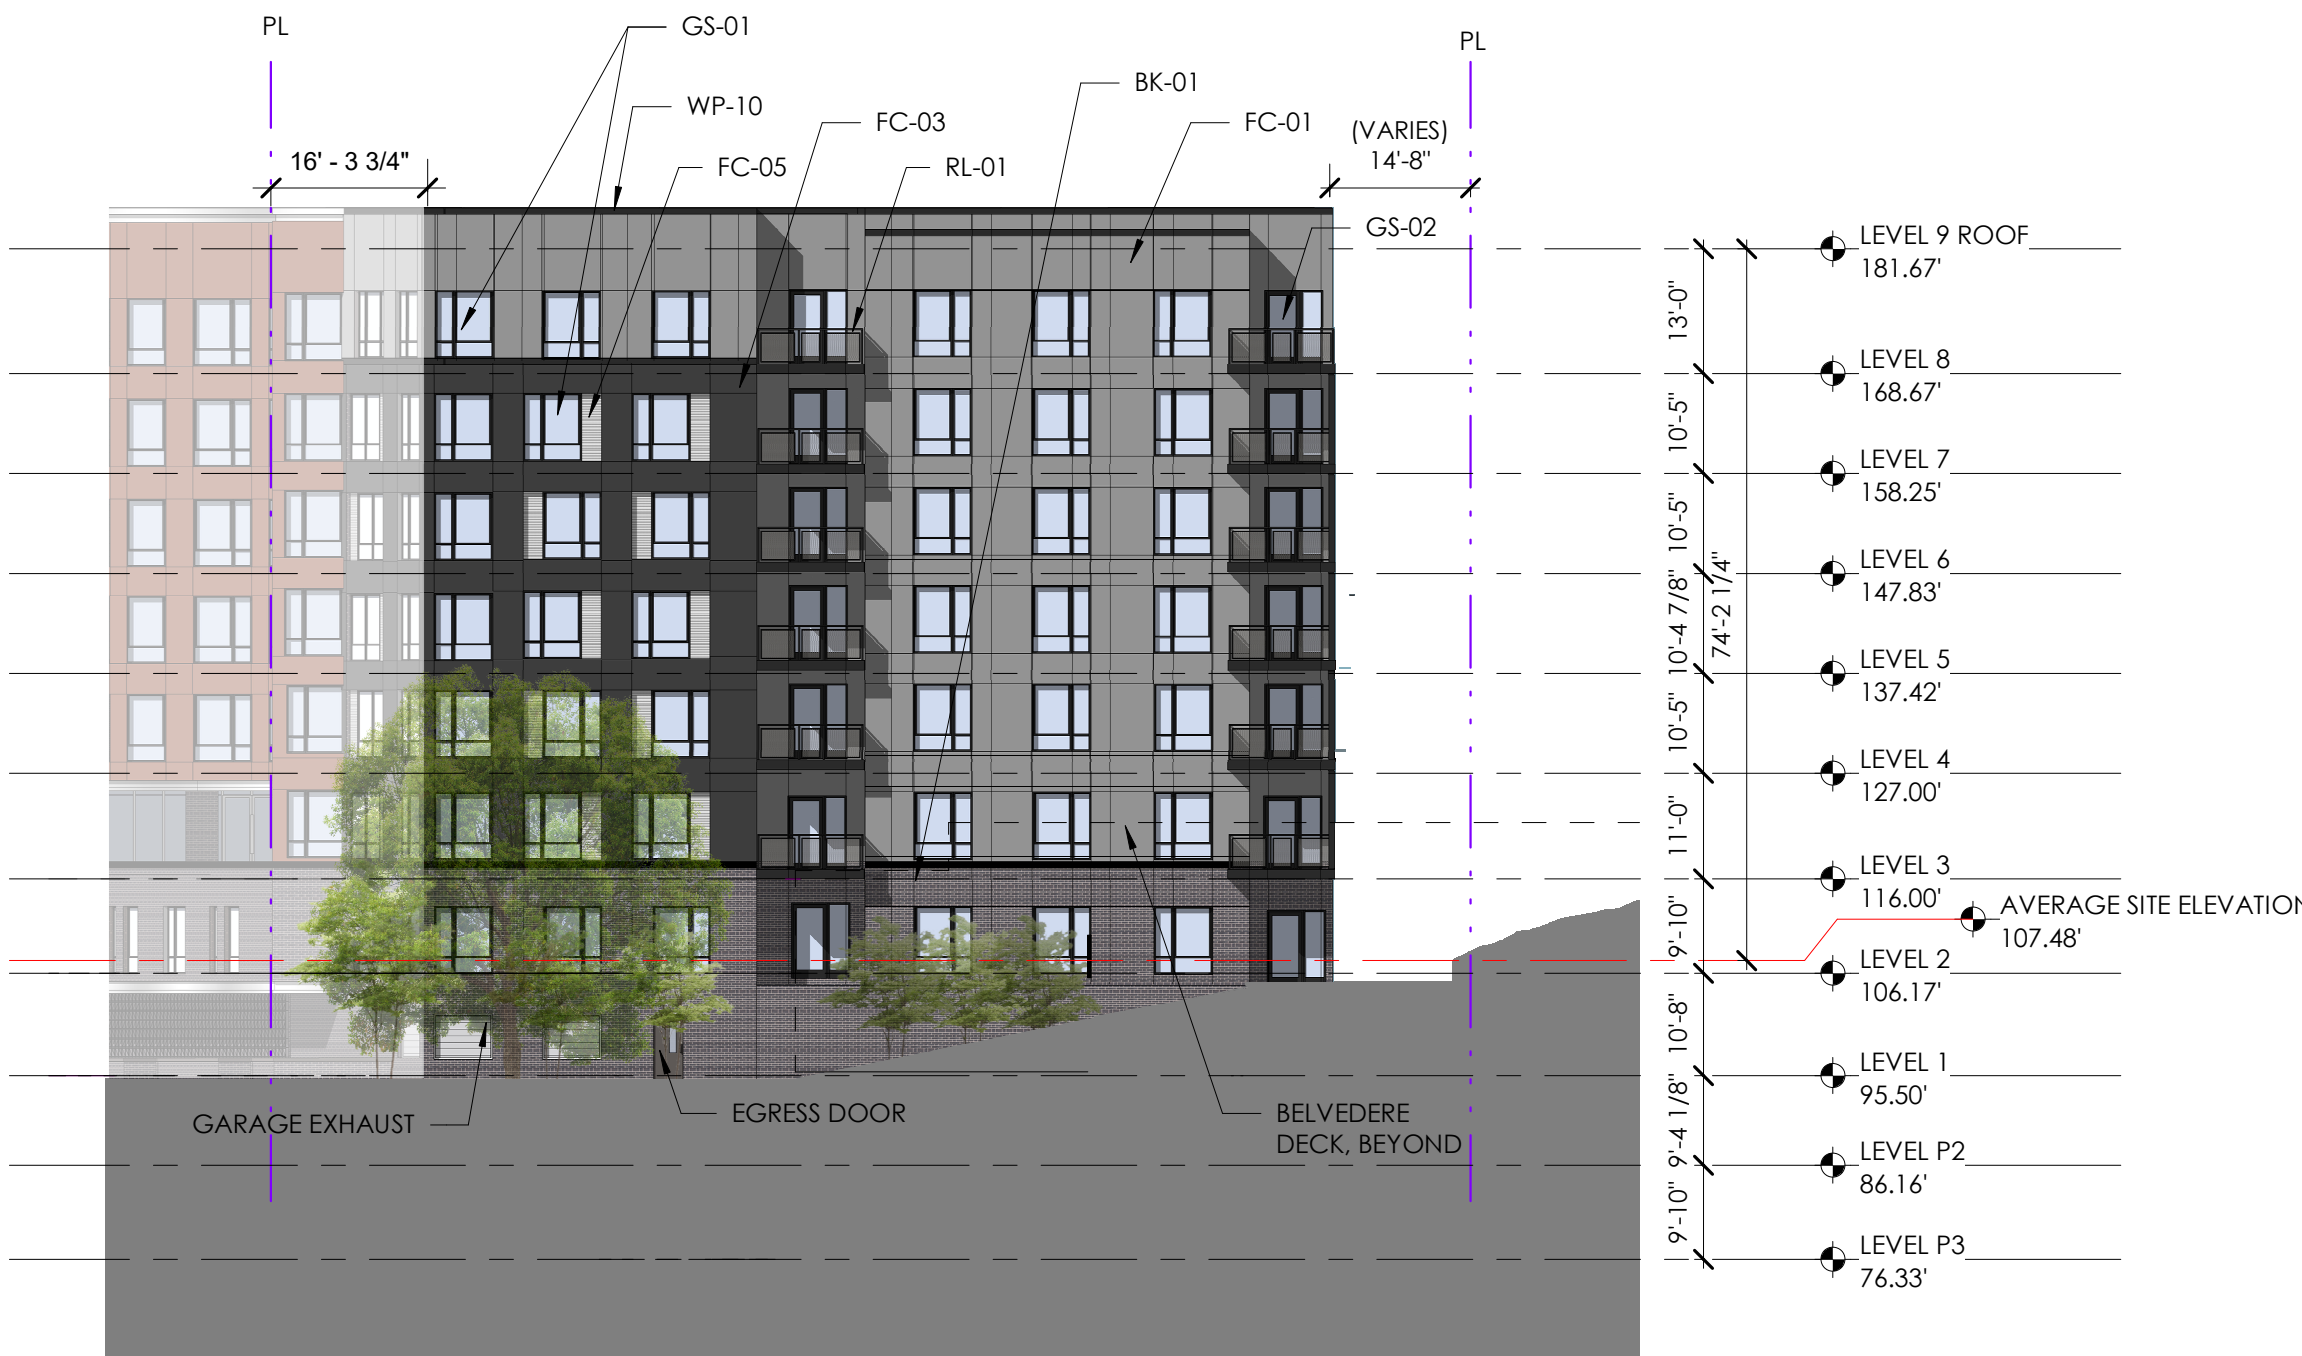 PL
GS-01
PL
BK-01
WP-10
FC-03
FC-01
(VARIES)
14'-8"
16' - 3 3/4"
FC-05
RL-01
GS-02
LEVEL 9 ROOF
181.67'
13'-0"
LEVEL 8
168.67'
10'-5"
LEVEL 7
158.25'
10'-5"
LEVEL 6
147.83'
10'-4 7/8"
74'-2 1/4"
LEVEL 5
137.42'
10'-5"
LEVEL 4
127.00'
11'-0"
LEVEL 3
116.00'
AVERAGE SITE ELEVATION
107.48'
9'-10"
LEVEL 2
106.17'
10'-8"
LEVEL 1
95.50'
9'-4 1/8"
GARAGE EXHAUST
EGRESS DOOR
BELVEDERE
DECK, BEYOND
LEVEL P2
86.16'
9'-10"
LEVEL P3
76.33'